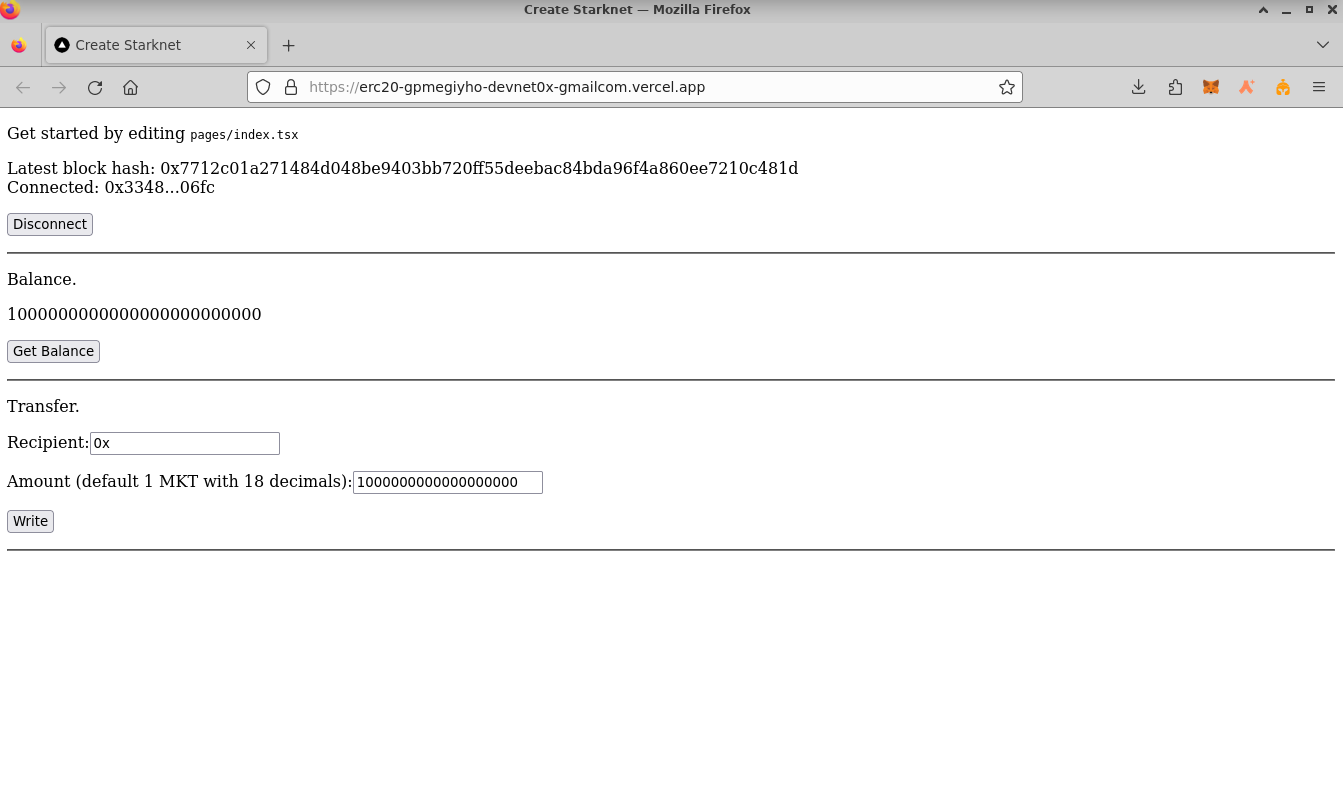 Create Starknet — Mozilla Firefox
Create Starknet
https://erc20-gpmegiyho-devnet0x-gmailcom.vercel.app
Get started by editing pages/index.tsx
Latest block hash: 0x7712c01a271484d048be9403bb720ff55deebac84bda96f4a860ee7210c481d
Connected: 0x3348...06fc
Disconnect
Balance.
1000000000000000000000000
Get Balance
Transfer.
Recipient: 0x
Amount (default 1 MKT with 18 decimals): 1000000000000000000
Write